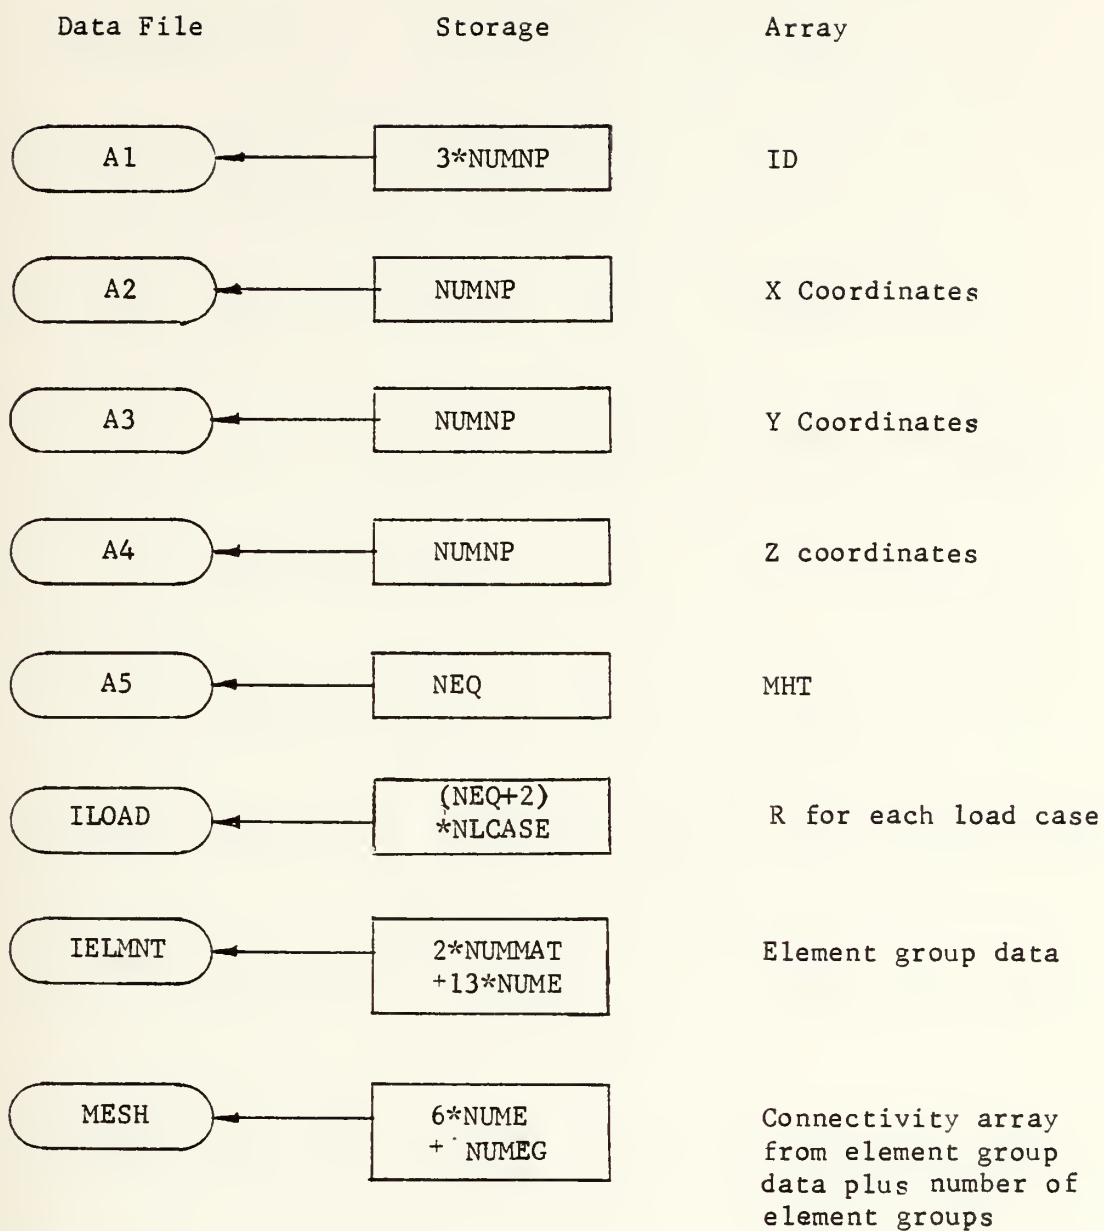 Data File Storage Array
A1 3*NUMNP ID
A2 NUMNP X Coordinates
A3 NUMNP Y Coordinates
A4 NUMNP Z coordinates
A5 NEQ MHT
ILOAD (NEQ+2)
*NLCASE R for each load case
IELMNT 2*NUMMAT
+13*NUME Element group data
MESH 6*NUME
+ NUMEG
Connectivity array
from element group
data plus number of
element groups